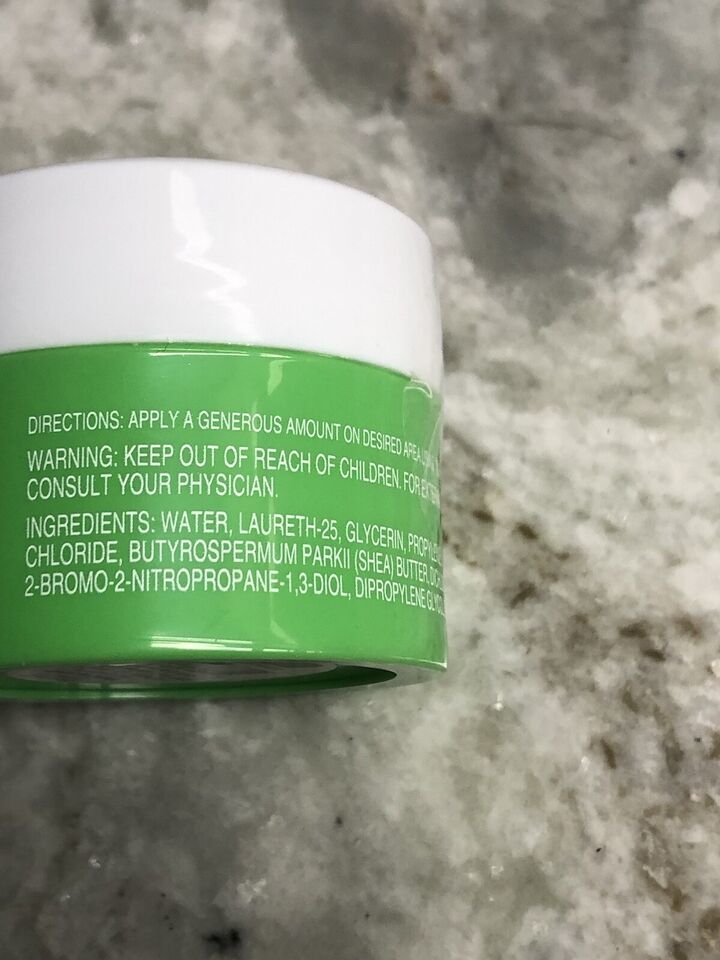 DIRECTIONS: APPLY A GENEROUS AMOUNT ON DESIRED AREA
WARNING: KEEP OUT OF REACH OF CHILDREN. FOR
CONSULT YOUR PHYSICIAN.
INGREDIENTS: WATER, LAURETH-25, GLYCERIN,
CHLORIDE, BUTYROSPERMUM PARKII (SHEA) BUTTER,
2-BROMO-2-NITROPROPANE-1,3-DIOL, DIPROPYLENE GLYCOL